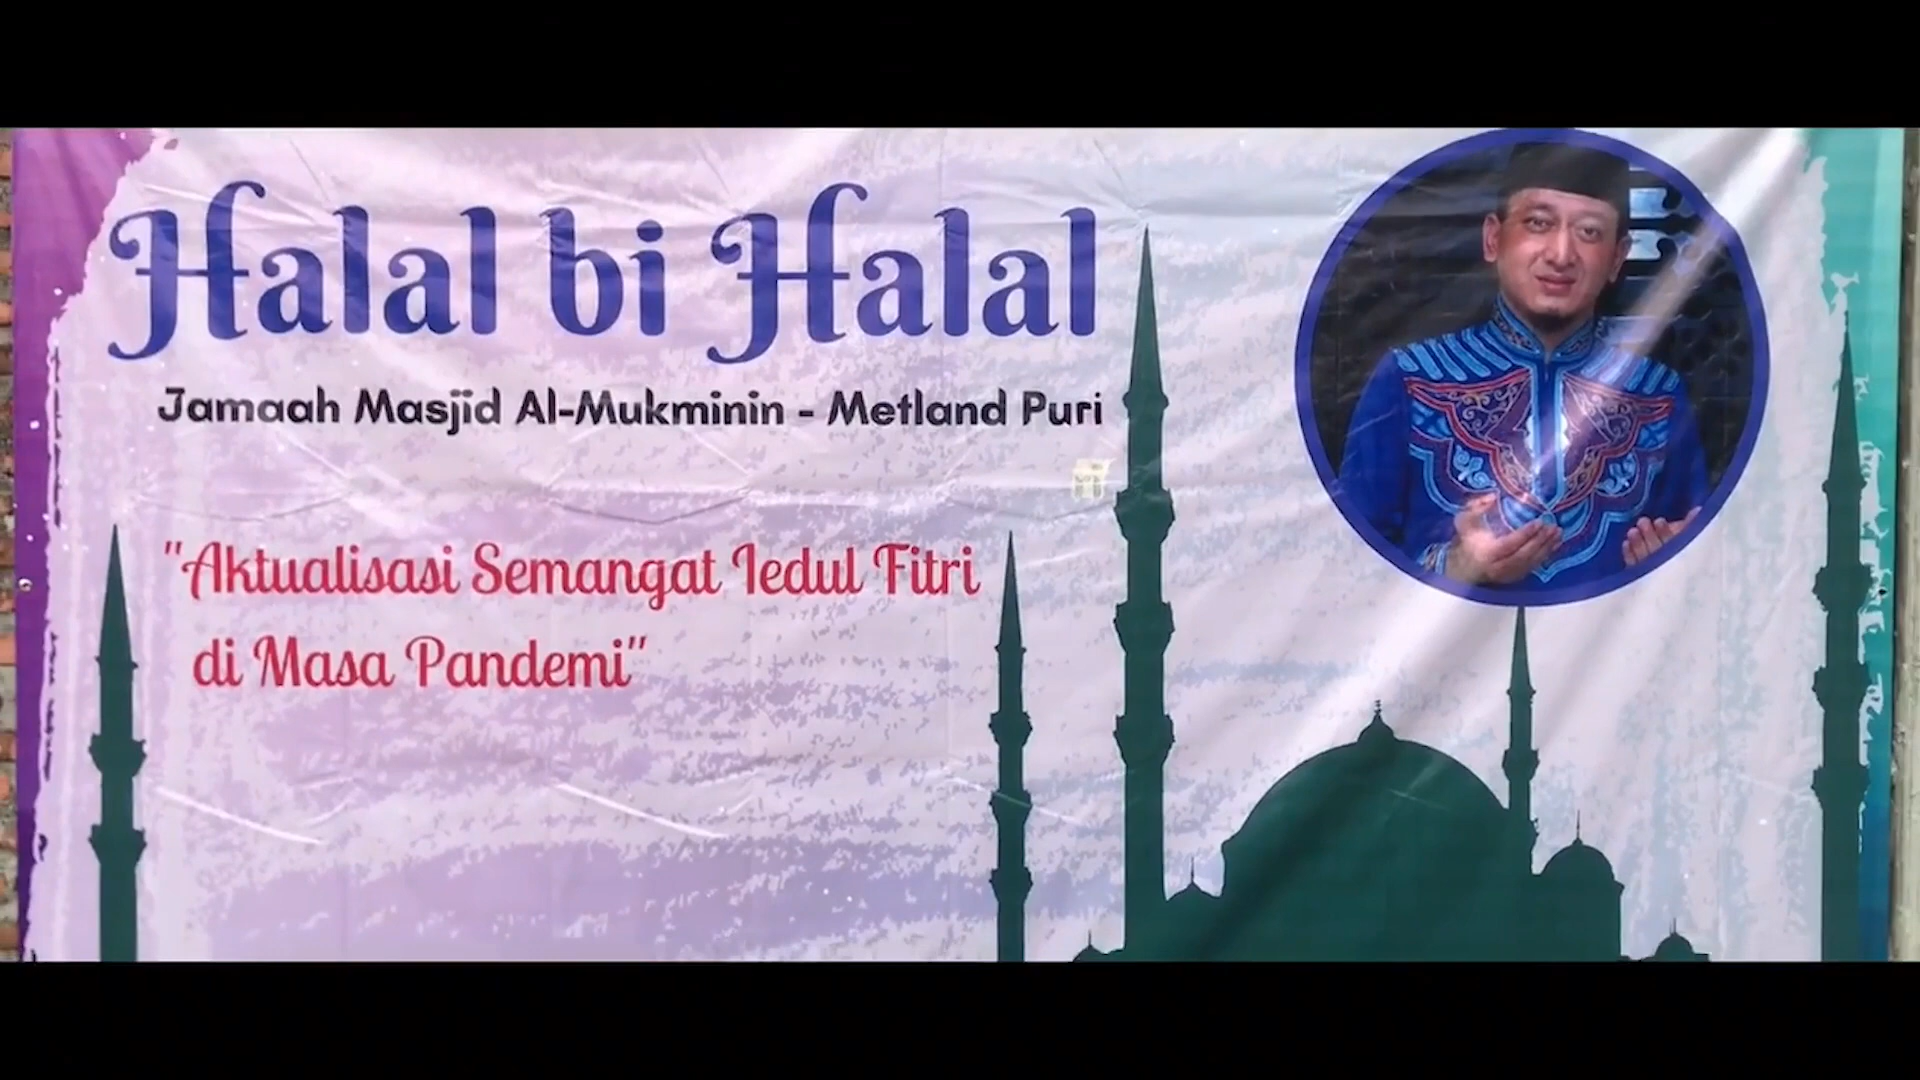 Halal bi Halal
Jamaah Masjid Al-Mukminin - Metland Puri
"Aktualisasi Semangat Iedul Fitri
di Masa Pandemi"